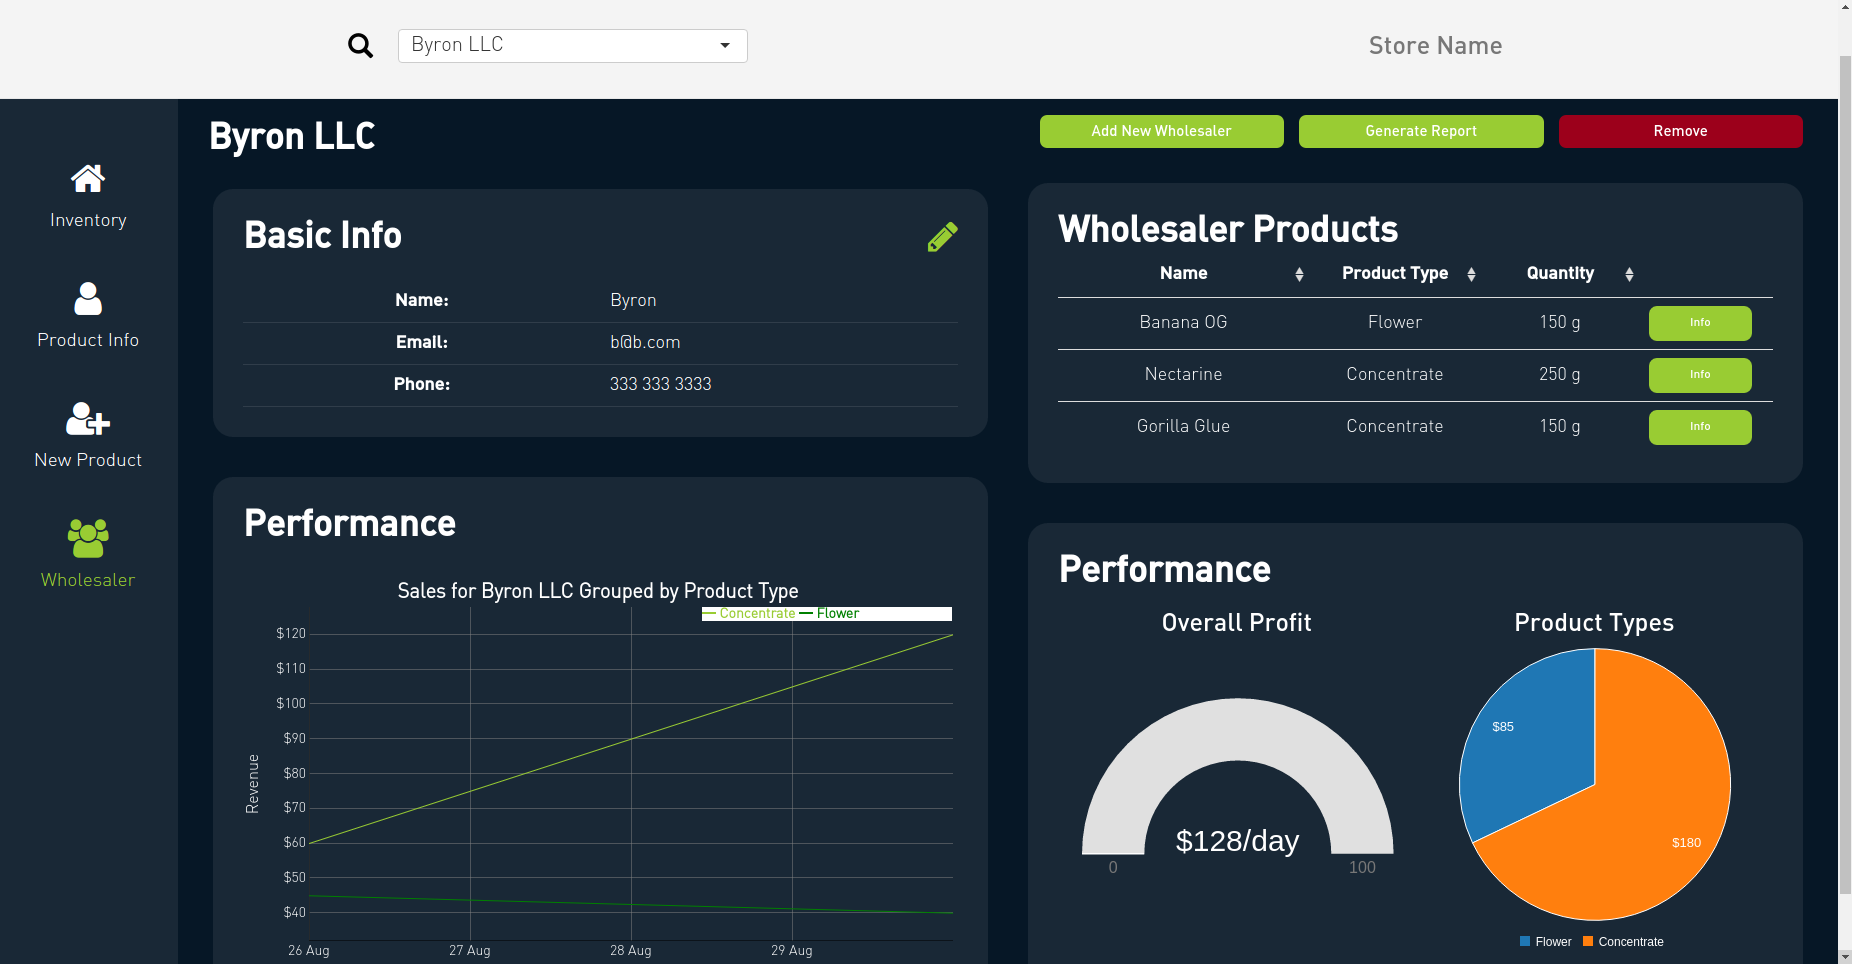 Byron LLC
Store Name
Inventory
Product Info
New Product
Wholesaler
Byron LLC
Add New Wholesaler
Generate Report
Remove
Basic Info
Name: Byron
Email: b@b.com
Phone: 333 333 3333
Wholesaler Products
Name Product Type Quantity
Banana OG Flower 150 g Info
Nectarine Concentrate 250 g Info
Gorilla Glue Concentrate 150 g Info
Performance
Sales for Byron LLC Grouped by Product Type
Concentrate Flower
$120
$110
$100
$90
$80
$70
$60
$50
$40
Revenue
26 Aug 27 Aug 28 Aug 29 Aug
Performance
Overall Profit
$128/day
0 100
Product Types
$85
$180
Flower Concentrate